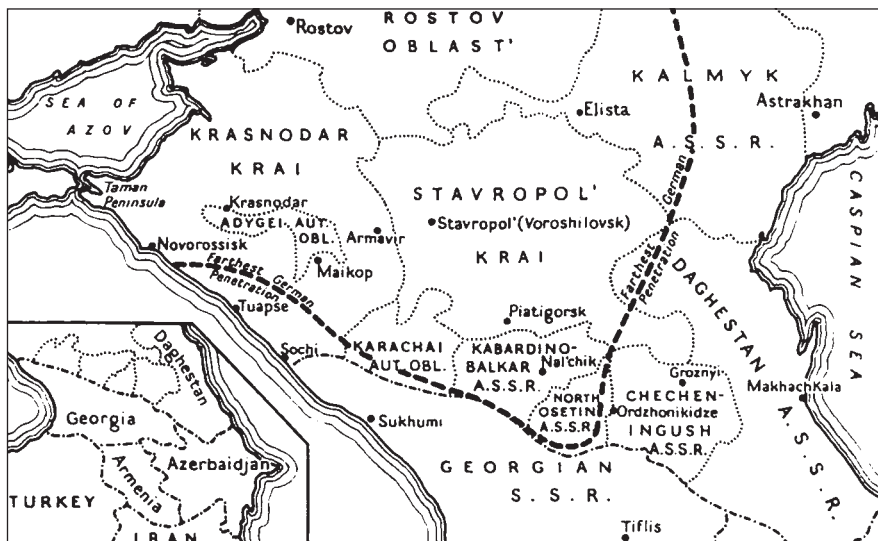 Rostov
ROSTOV
OBLAST'
SEA OF
AZOV
KALMYK
A.S.S.R.
Elista
Astrakhan
KRASNODAR
KRAI
Taman
Peninsula
Krasnodar
ADYGEI AUT.
OBL.
Armavir
Maikop
Novorossisk
STAVROPOL'
Stavropol' (Voroshilovsk)
KRAI
CASPIAN SEA
Farthest German
Penetration
Farthest German
Penetration
Tuapse
Sochi
Sukhumi
Piatigorsk
KARACHAI
AUT. OBL.
KABARDINO-
BALKAR
A.S.S.R.
Nal'chik
NORTH
OSETIN
A.S.S.R
DAGHESTAN A.S.S.R.
Groznyi
CHECHEN-
Ordzhonikidze
INGUSH
A.S.S.R.
MakhachKala
GEORGIAN
S.S.R.
Tiflis
Daghestan
Georgia
Armenia
Azerbaidjan
TURKEY
IRAN